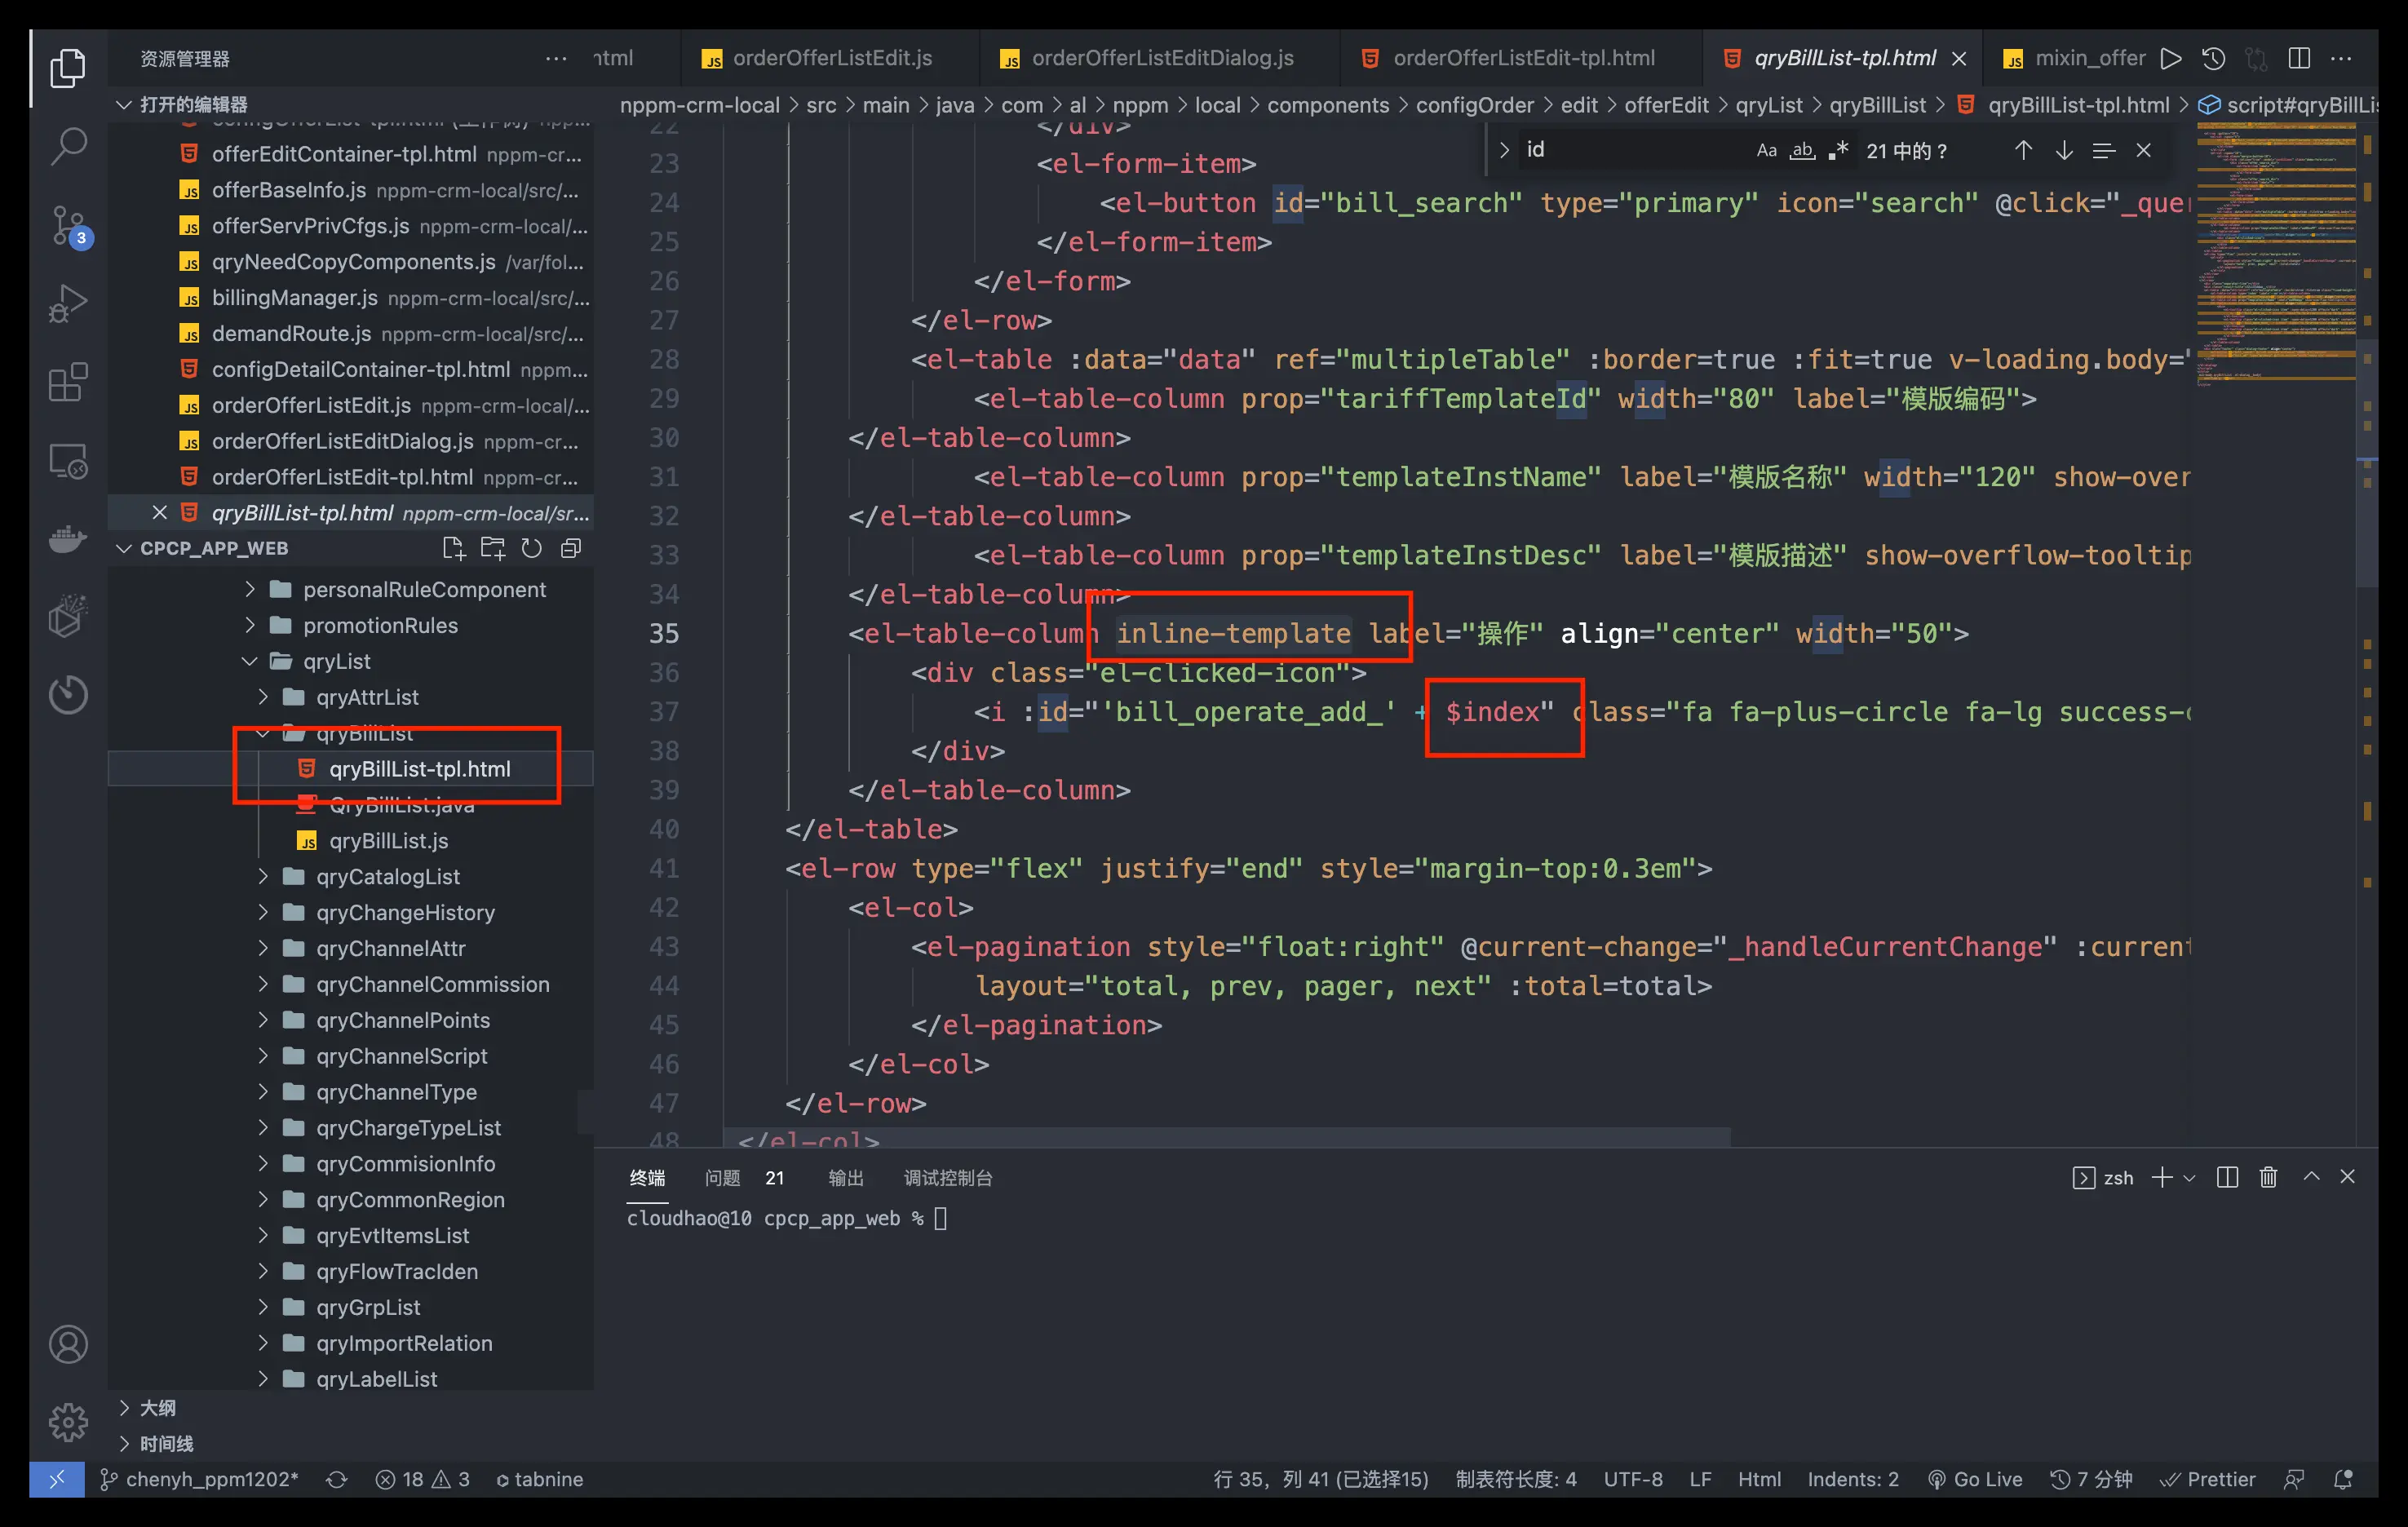 资源管理器
html
orderOfferListEdit.js
orderOfferListEditDialog.js
orderOfferListEdit-tpl.html
qryBillList-tpl.html
mixin_offer
打开的编辑器
nppm-crm-local > src > main > java > com > al > nppm > local > components > configOrder > edit > offerEdit > qryList > qryBillList > qryBillList-tpl.html > script#qryBillLis
offerEditContainer-tpl.html nppm-cr...
offerBaseInfo.js nppm-crm-local/src/...
offerServPrivCfgs.js nppm-crm-local/...
qryNeedCopyComponents.js /var/fol...
billingManager.js nppm-crm-local/src/...
demandRoute.js nppm-crm-local/src/...
configDetailContainer-tpl.html nppm...
orderOfferListEdit.js nppm-crm-local/...
orderOfferListEditDialog.js nppm-cr...
orderOfferListEdit-tpl.html nppm-cr...
qryBillList-tpl.html nppm-crm-local/sr...
3
CPCP_APP_WEB
personalRuleComponent
promotionRules
qryList
qryAttrList
qryBillList
qryBillList-tpl.html
QryBillList.java
qryBillList.js
qryCatalogList
qryChangeHistory
qryChannelAttr
qryChannelCommission
qryChannelPoints
qryChannelScript
qryChannelType
qryChargeTypeList
qryCommisionInfo
qryCommonRegion
qryEvtItemsList
qryFlowTracIden
qryGrpList
qryImportRelation
qryLabelList
大纲
时间线
id
Aa ab .* 21 中的 ?
22 </div>
23 <el-form-item>
24 <el-button id="bill_search" type="primary" icon="search" @click="_quer
25 </el-form-item>
26 </el-form>
27 </el-row>
28 <el-table :data="data" ref="multipleTable" :border=true :fit=true v-loading.body="
29 <el-table-column prop="tariffTemplateId" width="80" label="模版编码">
30 </el-table-column>
31 <el-table-column prop="templateInstName" label="模版名称" width="120" show-over
32 </el-table-column>
33 <el-table-column prop="templateInstDesc" label="模版描述" show-overflow-tooltip
34 </el-table-column>
35 <el-table-column inline-template label="操作" align="center" width="50">
36 <div class="el-clicked-icon">
37 <i :id="'bill_operate_add_' + $index" class="fa fa-plus-circle fa-lg success-c
38 </div>
39 </el-table-column>
40 </el-table>
41 <el-row type="flex" justify="end" style="margin-top:0.3em">
42 <el-col>
43 <el-pagination style="float:right" @current-change="_handleCurrentChange" :current
44 layout="total, prev, pager, next" :total=total>
45 </el-pagination>
46 </el-col>
47 </el-row>
48 </el-col>
终端 问题 21 输出 调试控制台
zsh
cloudhao@10 cpcp_app_web %
chenyh_ppm1202* 18 3 tabnine
行 35，列 41 (已选择15) 制表符长度: 4 UTF-8 LF Html Indents: 2 Go Live 7 分钟 Prettier